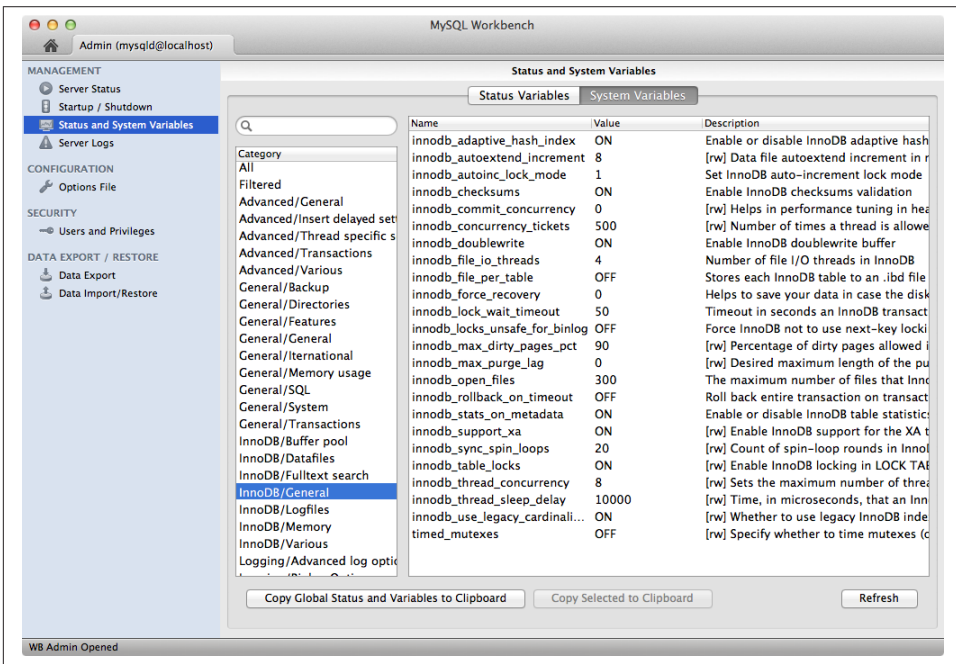 MySQL Workbench
Admin (mysqld@localhost)
MANAGEMENT
Server Status
Startup / Shutdown
Status and System Variables
Server Logs
CONFIGURATION
Options File
SECURITY
Users and Privileges
DATA EXPORT / RESTORE
Data Export
Data Import/Restore
Status and System Variables
Status Variables System Variables
Category
All
Filtered
Advanced/General
Advanced/Insert delayed set
Advanced/Thread specific s
Advanced/Transactions
Advanced/Various
General/Backup
General/Directories
General/Features
General/General
General/Iternational
General/Memory usage
General/SQL
General/System
General/Transactions
InnoDB/Buffer pool
InnoDB/Datafiles
InnoDB/Fulltext search
InnoDB/General
InnoDB/Logfiles
InnoDB/Memory
InnoDB/Various
Logging/Advanced log optio
Name Value Description
innodb_adaptive_hash_index ON Enable or disable InnoDB adaptive hash
innodb_autoextend_increment 8 [rw] Data file autoextend increment in
innodb_autoinc_lock_mode 1 Set InnoDB auto-increment lock mode
innodb_checksums ON Enable InnoDB checksums validation
innodb_commit_concurrency 0 [rw] Helps in performance tuning in hea
innodb_concurrency_tickets 500 [rw] Number of times a thread is allowe
innodb_doublewrite ON Enable InnoDB doublewrite buffer
innodb_file_io_threads 4 Number of file I/O threads in InnoDB
innodb_file_per_table OFF Stores each InnoDB table to an .ibd file
innodb_force_recovery 0 Helps to save your data in case the disk
innodb_lock_wait_timeout 50 Timeout in seconds an InnoDB transact
innodb_locks_unsafe_for_binlog OFF Force InnoDB not to use next-key locki
innodb_max_dirty_pages_pct 90 [rw] Percentage of dirty pages allowed i
innodb_max_purge_lag 0 [rw] Desired maximum length of the pu
innodb_open_files 300 The maximum number of files that Inno
innodb_rollback_on_timeout OFF Roll back entire transaction on transact
innodb_stats_on_metadata ON Enable or disable InnoDB table statistics
innodb_support_xa ON [rw] Enable InnoDB support for the XA t
innodb_sync_spin_loops 20 [rw] Count of spin-loop rounds in Innol
innodb_table_locks ON [rw] Enable InnoDB locking in LOCK TAB
innodb_thread_concurrency 8 [rw] Sets the maximum number of threa
innodb_thread_sleep_delay 10000 [rw] Time, in microseconds, that an Inn
innodb_use_legacy_cardinali... ON [rw] Whether to use legacy InnoDB inde
timed_mutexes OFF [rw] Specify whether to time mutexes (c
Copy Global Status and Variables to Clipboard Copy Selected to Clipboard Refresh
WB Admin Opened